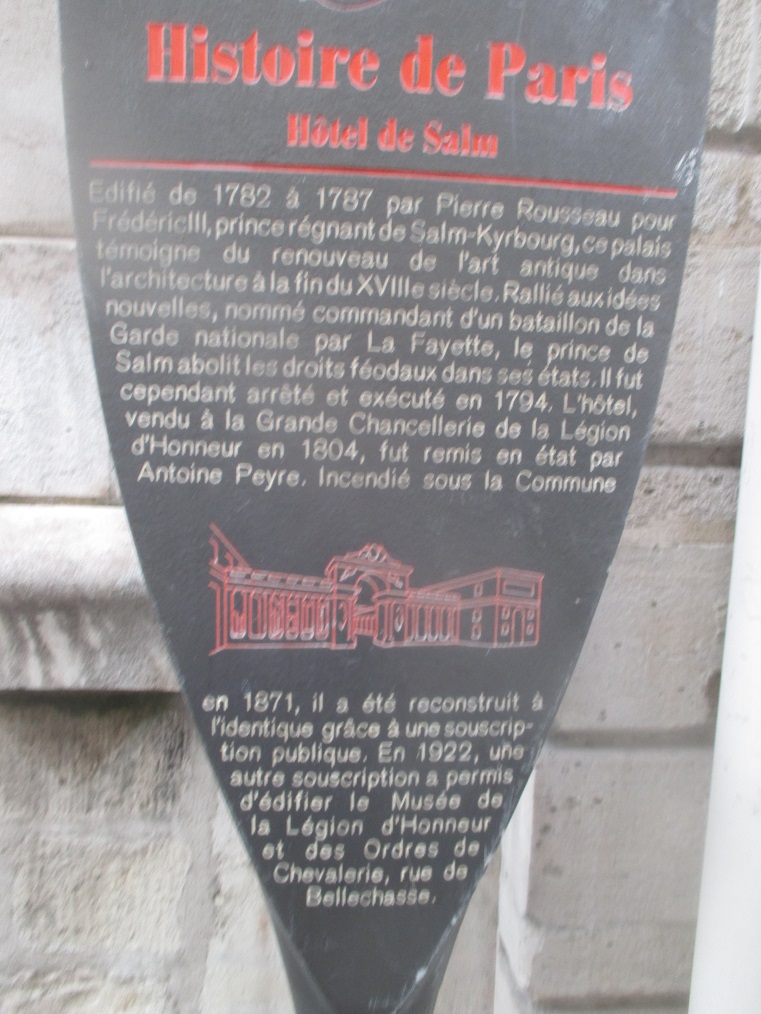 Histoire de Paris
Hôtel de Salm
Edifié de 1782 à 1787 par Pierre Rousseau pour
FrédéricIII, prince régnant de Salm-Kyrbourg, ce palais
témoigne du renouveau de l'art antique dans
l'architecture à la fin du XVIIIe siècle. Rallié aux idées
nouvelles, nommé commandant d'un bataillon de la
Garde nationale par La Fayette, le prince de
Salm abolit les droits féodaux dans ses états. Il fut
cependant arrêté et exécuté en 1794. L'hôtel,
vendu à la Grande Chancellerie de la Légion
d'Honneur en 1804, fut remis en état par
Antoine Peyre. Incendié sous la Commune
en 1871, il a été reconstruit à
l'identique grâce à une souscrip-
tion publique. En 1922, une
autre souscription a permis
d'édifier le Musée de
la Légion d'Honneur
et des Ordres de
Chevalerie, rue de
Bellechasse.